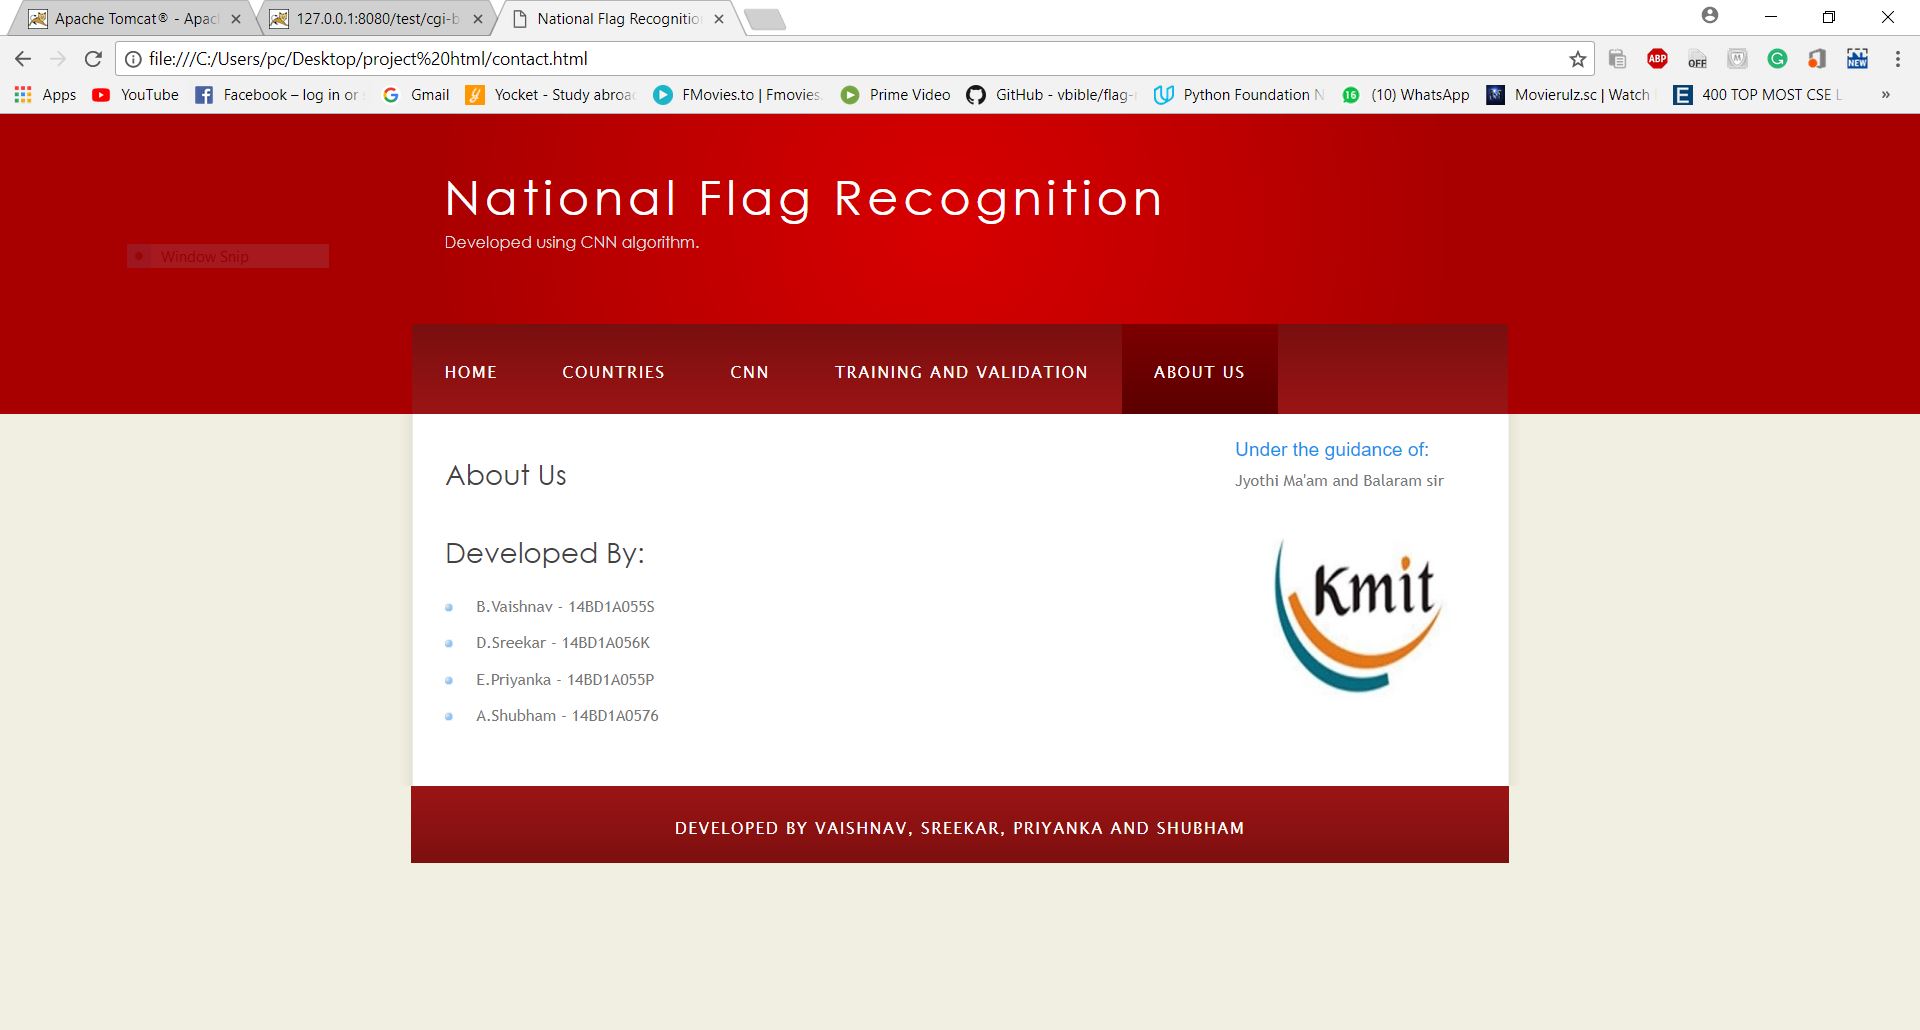 Apache Tomcat® - Apac
127.0.0.1:8080/test/cgi-b
National Flag Recognitio
file:///C:/Users/pc/Desktop/project%20html/contact.html
ABP
OFF
NEW
Apps YouTube Facebook – log in or Gmail Yocket - Study abroa FMovies.to | Fmovies. Prime Video GitHub - vbible/flag- Python Foundation N 16 (10) WhatsApp Movierulz.sc | Watch 400 TOP MOST CSE L »
National Flag Recognition
Developed using CNN algorithm.
Window Snip
HOME COUNTRIES CNN TRAINING AND VALIDATION ABOUT US
Under the guidance of:
Jyothi Ma'am and Balaram sir
About Us
Developed By:
Kmit
B.Vaishnav - 14BD1A055S
D.Sreekar - 14BD1A056K
E.Priyanka - 14BD1A055P
A.Shubham - 14BD1A0576
DEVELOPED BY VAISHNAV, SREEKAR, PRIYANKA AND SHUBHAM